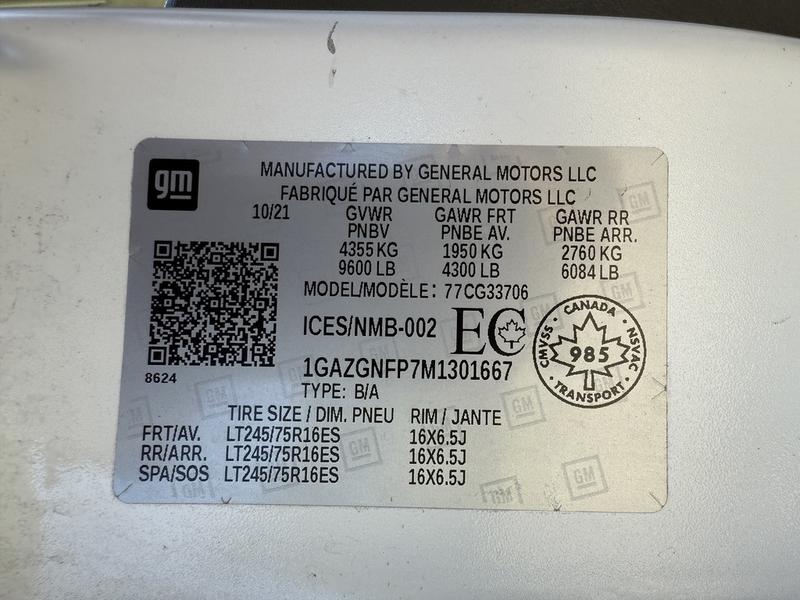 gm
MANUFACTURED BY GENERAL MOTORS LLC
FABRIQUÉ PAR GENERAL MOTORS LLC
10/21 GVWR GAWR FRT GAWR RR
PNBV PNBE AV. PNBE ARR.
4355 KG 1950 KG 2760 KG
9600 LB 4300 LB 6084 LB
MODEL/MODÈLE: 77CG33706
ICES/NMB-002 EC
CANADA
CMVSS 985 NSVAC
TRANSPORT
1GAZGNFP7M1301667
8624
TYPE: B/A
TIRE SIZE / DIM. PNEU RIM / JANTE
FRT/AV. LT245/75R16ES 16X6.5J
RR/ARR. LT245/75R16ES 16X6.5J
SPA/SOS LT245/75R16ES 16X6.5J